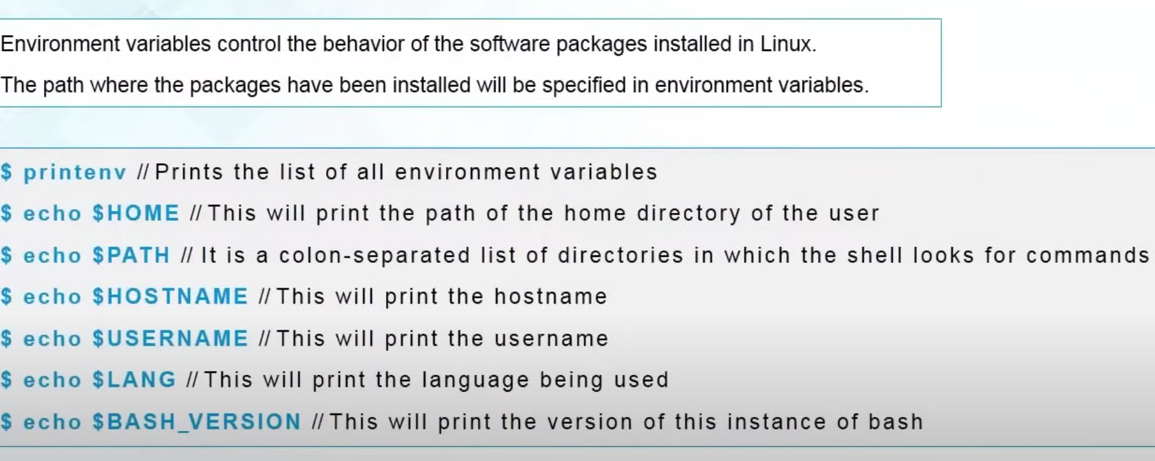 Environment variables control the behavior of the software packages installed in Linux.
The path where the packages have been installed will be specified in environment variables.
$ printenv // Prints the list of all environment variables
$ echo $HOME // This will print the path of the home directory of the user
$ echo $PATH // It is a colon-separated list of directories in which the shell looks for commands
$ echo $HOSTNAME // This will print the hostname
$ echo $USERNAME // This will print the username
$ echo $LANG // This will print the language being used
$ echo $BASH_VERSION // This will print the version of this instance of bash